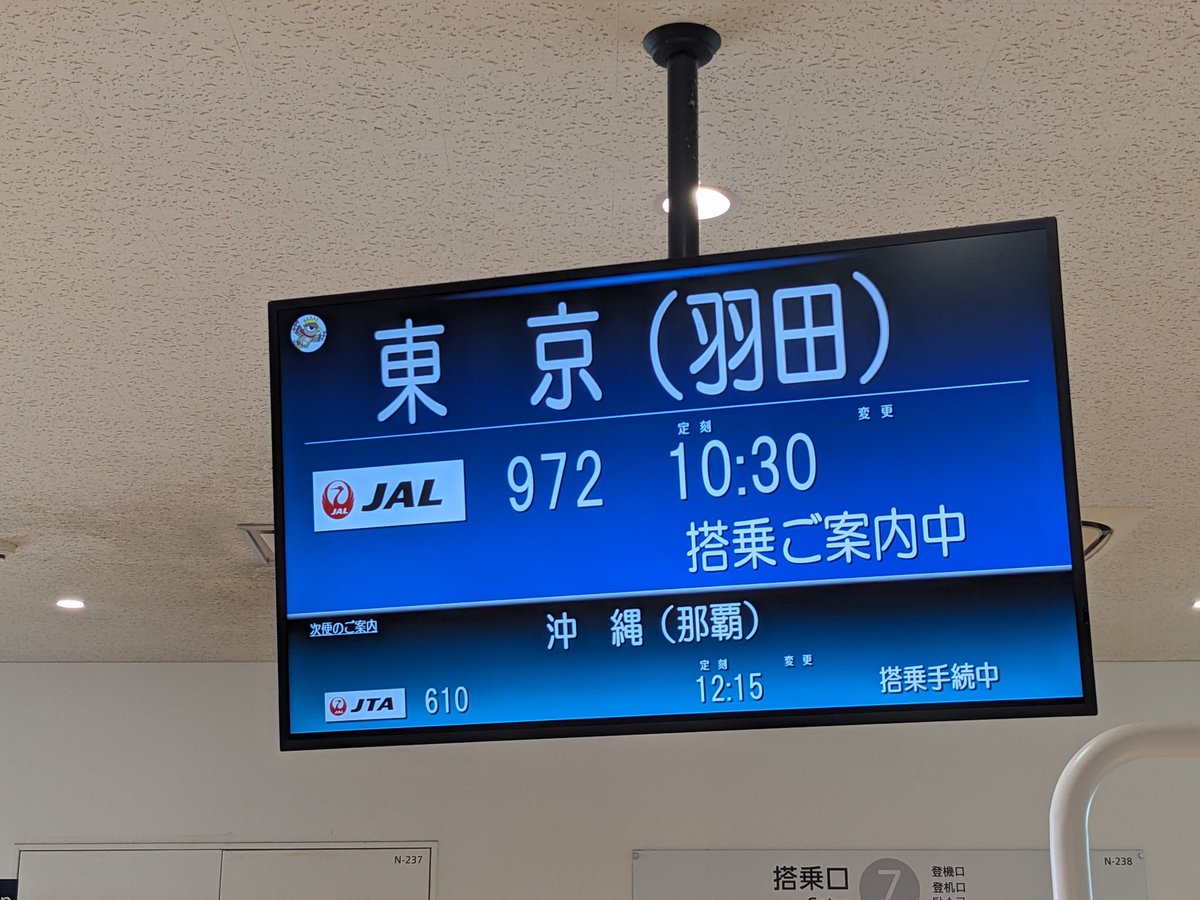 東京(羽田)
定刻 変更
JAL JAL 972 10:30
搭乗ご案内中
次便のご案内 沖縄(那覇)
定刻 変更
JAL JTA 610 12:15 搭乗手続中
N-237
N-238
搭乗口 7 登機口
登机口